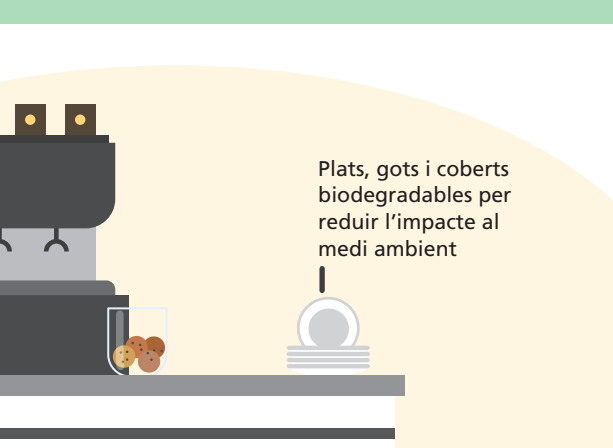 Plats, gots i coberts
biodegradables per
reduir l’impacte al
medi ambient